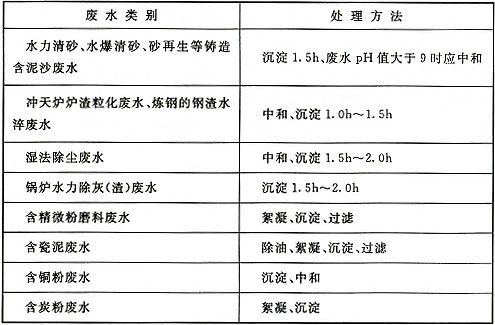 废水类别 处理方法
水力清砂、水爆清砂、砂再生等铸造
含泥沙废水
沉淀 1.5h、废水 pH 值大于 9 时应中和
冲天炉炉渣粒化废水、炼钢的钢渣水
淬废水
中和、沉淀 1.0h～1.5h
湿法除尘废水 中和、沉淀 1.5h～2.0h
锅炉水力除灰(渣)废水 沉淀 1.5h～2.0h
含精微粉磨料废水 絮凝、沉淀、过滤
含瓷泥废水 除油、絮凝、沉淀、过滤
含铜粉废水 沉淀、中和
含炭粉废水 絮凝、沉淀